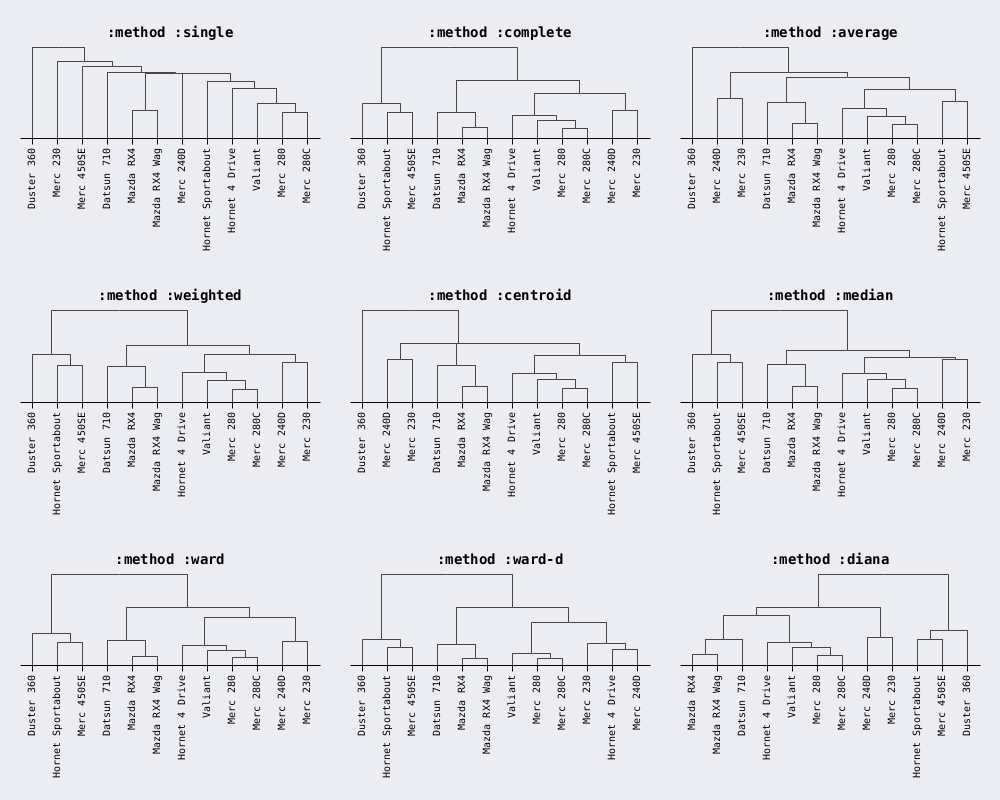 :method :single
Duster 360
Merc 230
Merc 450SE
Datsun 710
Mazda RX4
Mazda RX4 Wag
Merc 240D
Hornet Sportabout
Hornet 4 Drive
Valiant
Merc 280
Merc 280C
:method :complete
Duster 360
Hornet Sportabout
Merc 450SE
Datsun 710
Mazda RX4
Mazda RX4 Wag
Hornet 4 Drive
Valiant
Merc 280
Merc 280C
Merc 240D
Merc 230
:method :average
Duster 360
Merc 240D
Merc 230
Datsun 710
Mazda RX4
Mazda RX4 Wag
Hornet 4 Drive
Valiant
Merc 280
Merc 280C
Hornet Sportabout
Merc 450SE
:method :weighted
Duster 360
Hornet Sportabout
Merc 450SE
Datsun 710
Mazda RX4
Mazda RX4 Wag
Hornet 4 Drive
Valiant
Merc 280
Merc 280C
Merc 240D
Merc 230
:method :centroid
Duster 360
Merc 240D
Merc 230
Datsun 710
Mazda RX4
Mazda RX4 Wag
Hornet 4 Drive
Valiant
Merc 280
Merc 280C
Hornet Sportabout
Merc 450SE
:method :median
Duster 360
Hornet Sportabout
Merc 450SE
Datsun 710
Mazda RX4
Mazda RX4 Wag
Hornet 4 Drive
Valiant
Merc 280
Merc 280C
Merc 240D
Merc 230
:method :ward
Duster 360
Hornet Sportabout
Merc 450SE
Datsun 710
Mazda RX4
Mazda RX4 Wag
Hornet 4 Drive
Valiant
Merc 280
Merc 280C
Merc 240D
Merc 230
:method :ward-d
Duster 360
Hornet Sportabout
Merc 450SE
Datsun 710
Mazda RX4
Mazda RX4 Wag
Valiant
Merc 280
Merc 280C
Merc 230
Hornet 4 Drive
Merc 240D
:method :diana
Mazda RX4
Mazda RX4 Wag
Datsun 710
Hornet 4 Drive
Valiant
Merc 280
Merc 280C
Merc 240D
Merc 230
Hornet Sportabout
Merc 450SE
Duster 360